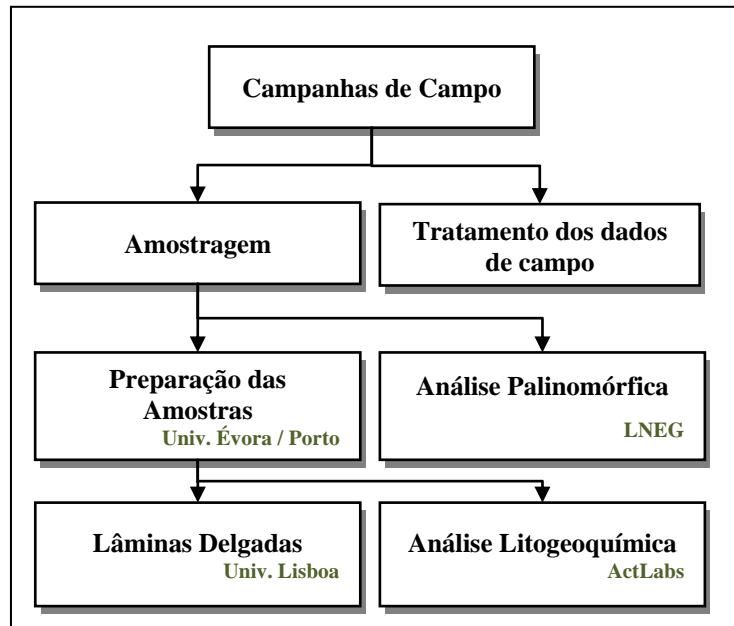 Campanhas de Campo
Amostragem
Tratamento dos dados
de campo
Preparação das
Amostras
Univ. Évora / Porto
Análise Palinomórfica
LNEG
Lâminas Delgadas
Univ. Lisboa
Análise Litogeoquímica
ActLabs